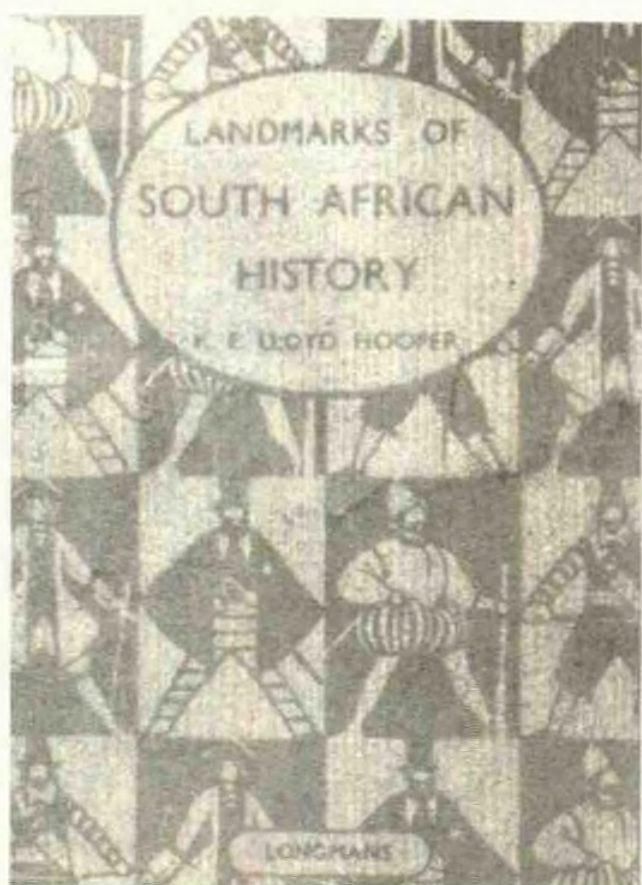 LANDMARKS OF
SOUTH AFRICAN
HISTORY
K. E. LLOYD HOOPER
LONGMANS